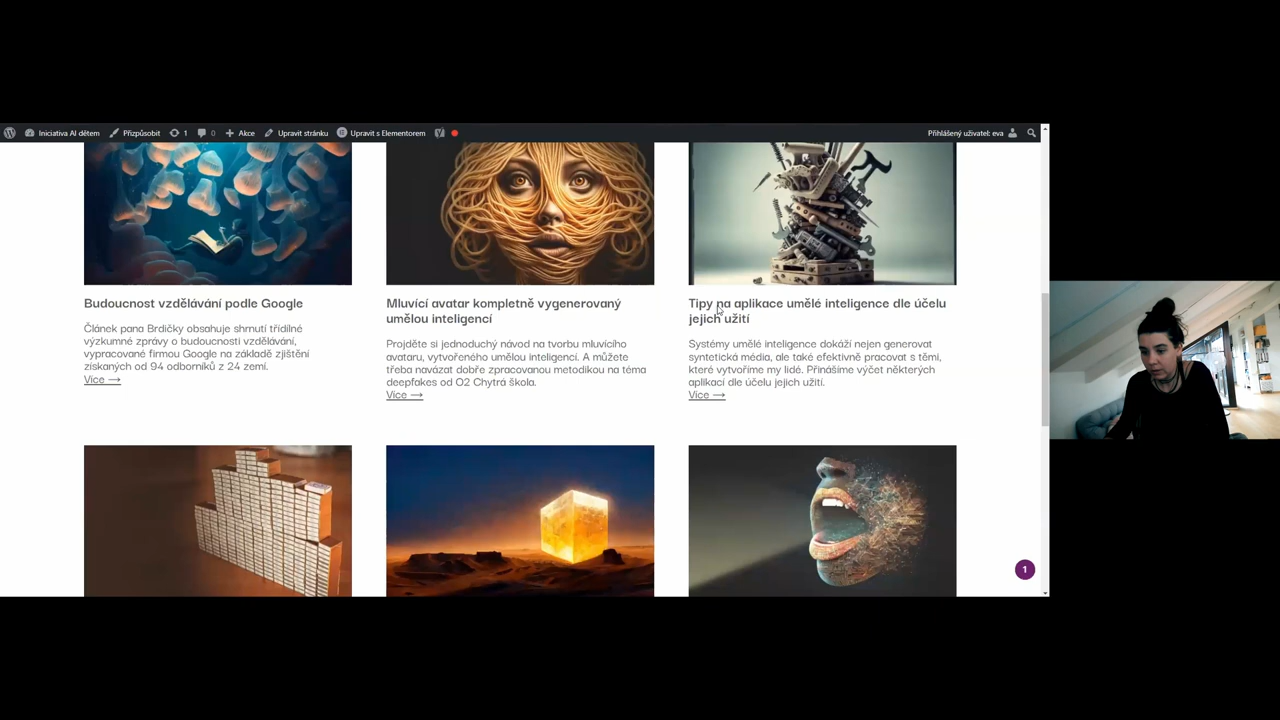 Iniciativa AI dětem
Přizpůsobit
1
0
Akce
Upravit stránku
Upravit s Elementorem
Přihlášený uživatel: eva
Budoucnost vzdělávání podle Google
Článek pana Brdičky obsahuje shrnutí třídílné
výzkumné zprávy o budoucnosti vzdělávání,
vypracované firmou Google na základě zjištění
získaných od 94 odborníků z 24 zemí.
Více →
Mluvící avatar kompletně vygenerovaný
umělou inteligencí
Projděte si jednoduchý návod na tvorbu mluvícího
avataru, vytvořeného umělou inteligencí. A můžete
třeba navázat dobře zpracovanou metodikou na téma
deepfakes od O2 Chytrá škola.
Více →
Tipy na aplikace umělé inteligence dle účelu
jejich užití
Systémy umělé inteligence dokáží nejen generovat
syntetická média, ale také efektivně pracovat s těmi,
které vytvoříme my lidé. Přinášíme výčet některých
aplikací dle účelu jejich užití.
Více →
1